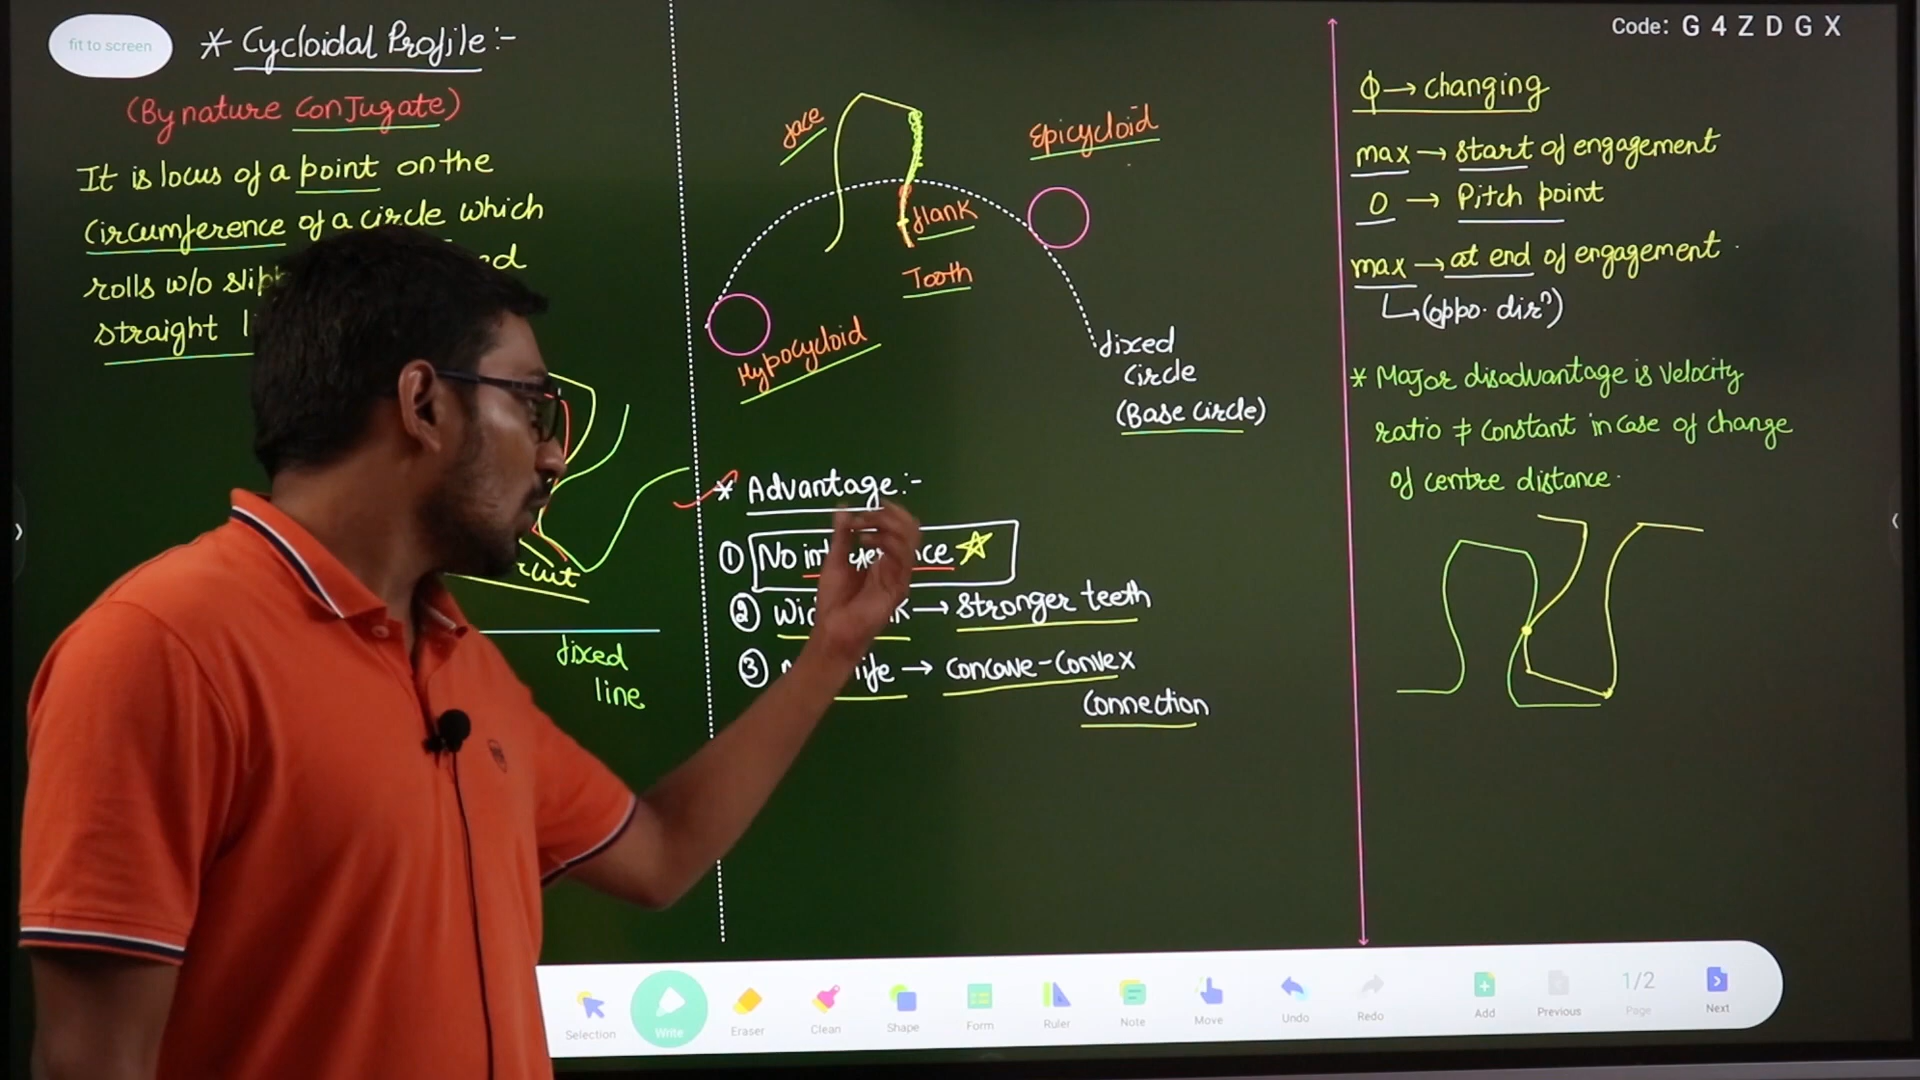 fit to screen
* Cycloidal Profile:-
(By nature Conjugate)
It is locus of a point on the
circumference of a circle which
rolls w/o
straight
fixed
line
face
flank
Tooth
Epicycloid
Hypocycloid
fixed
circle
(Base circle)
* Advantage:-
① No
② → Stronger teeth
③ life → Concave-Convex
Connection
Code: G 4 Z D G X
ϕ → changing
max → start of engagement
0 → Pitch point
max → at end of engagement
↳ (oppo. dirⁿ)
* Major disadvantage is velocity
ratio ≠ constant in case of change
of centre distance.
Selection
Write
Eraser
Clean
Shape
Form
Ruler
Note
Move
Undo
Redo
Add
Previous
1/2
Page
Next